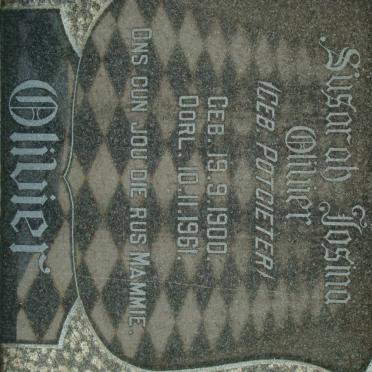 Susarah Josina
Olivier
(GEB. POTGIETER)
GEB. 19.9.1900
OORL. 10.11.1961.
ONS GUN JOU DIE RUS MAMMIE.
Olivier